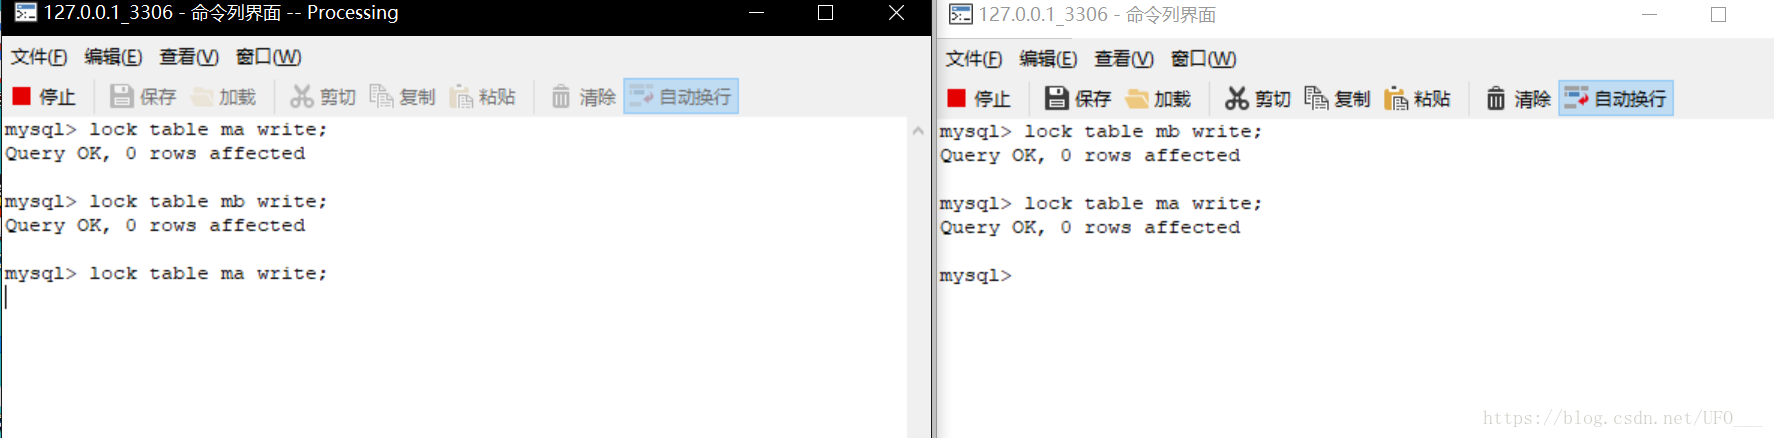 127.0.0.1_3306 - 命令列界面 -- Processing
文件(F) 编辑(E) 查看(V) 窗口(W)
停止 保存 加载 剪切 复制 粘贴 清除 自动换行
mysql> lock table ma write;
Query OK, 0 rows affected
mysql> lock table mb write;
Query OK, 0 rows affected
mysql> lock table ma write;
127.0.0.1_3306 - 命令列界面
文件(F) 编辑(E) 查看(V) 窗口(W)
停止 保存 加载 剪切 复制 粘贴 清除 自动换行
mysql> lock table mb write;
Query OK, 0 rows affected
mysql> lock table ma write;
Query OK, 0 rows affected
mysql>
https://blog.csdn.net/UFO___